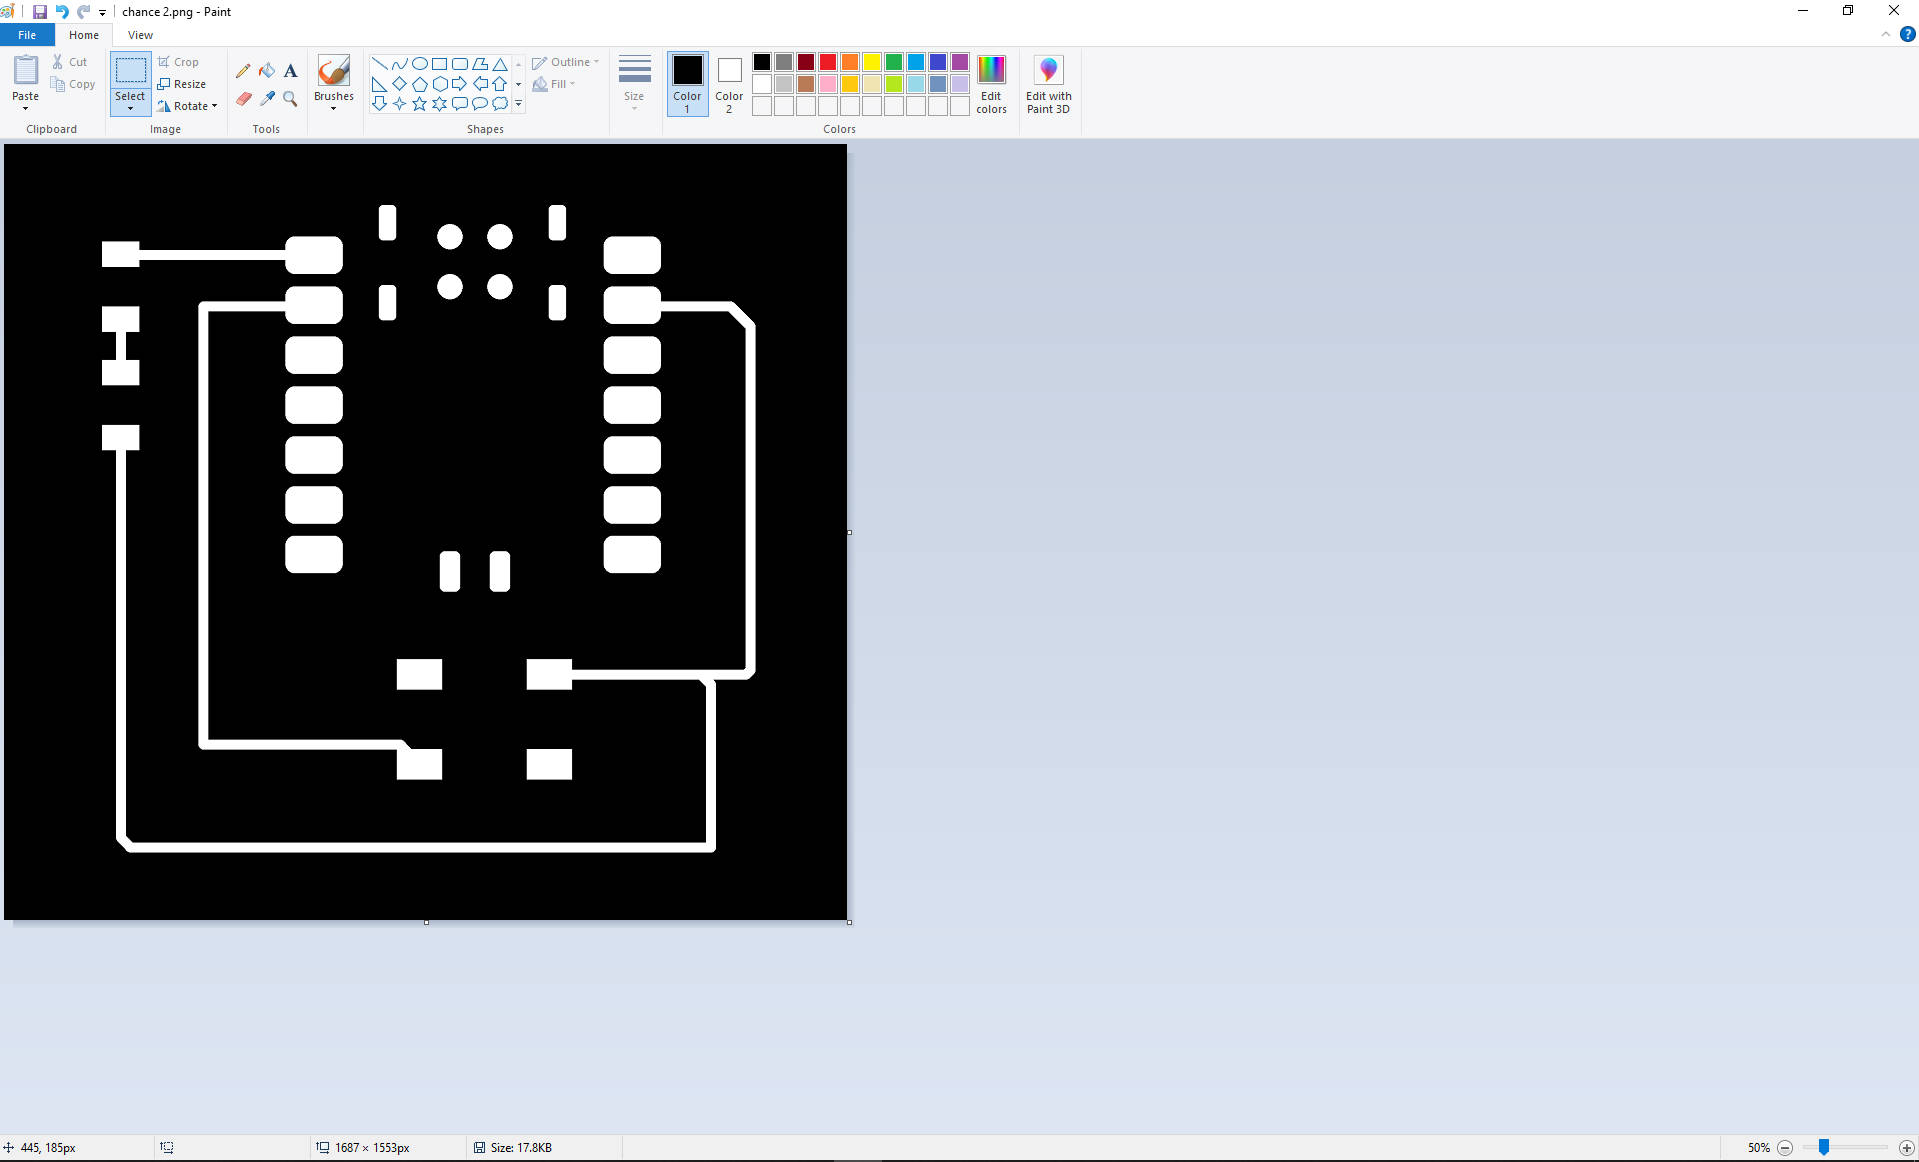 chance 2.png - Paint
File Home View
Paste
Cut
Copy
Clipboard
Select
Crop
Resize
Rotate
Image
A
Tools
Brushes
Outline
Fill
Shapes
Size
Color 1
Color 2
Edit colors
Edit with Paint 3D
Colors
?
445, 185px
1687 × 1553px
Size: 17.8KB
50%